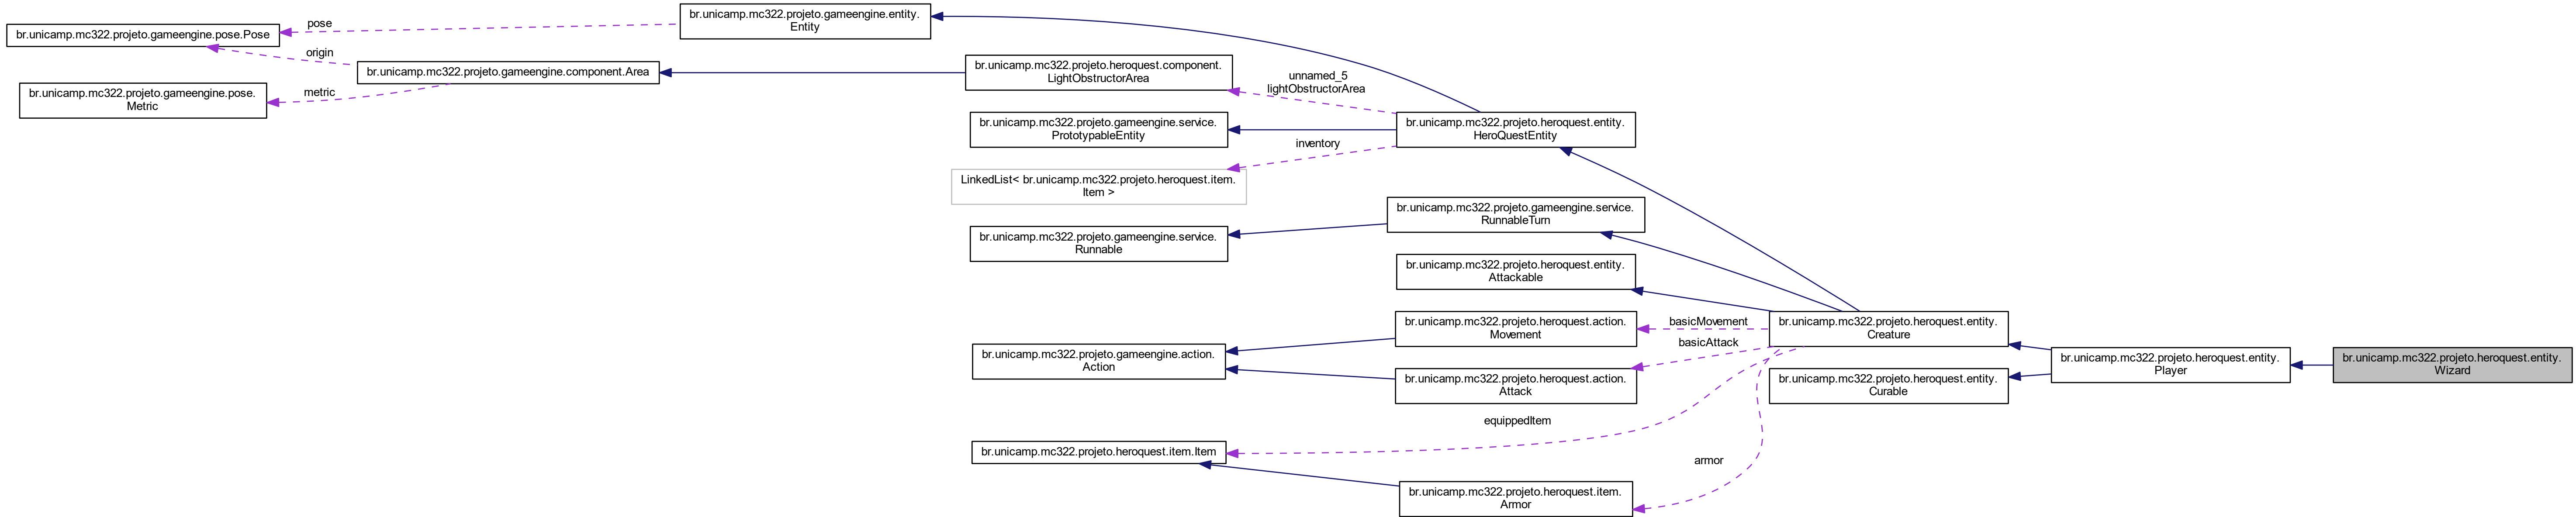 pose
br.unicamp.mc322.projeto.gameengine.entity.
Entity
br.unicamp.mc322.projeto.gameengine.pose.Pose
origin
br.unicamp.mc322.projeto.gameengine.component.Area
br.unicamp.mc322.projeto.heroquest.component.
LightObstructorArea
unnamed_5
lightObstructorArea
br.unicamp.mc322.projeto.gameengine.pose.
Metric
metric
br.unicamp.mc322.projeto.gameengine.service.
PrototypableEntity
br.unicamp.mc322.projeto.heroquest.entity.
HeroQuestEntity
inventory
LinkedList< br.unicamp.mc322.projeto.heroquest.item.
Item >
br.unicamp.mc322.projeto.gameengine.service.
RunnableTurn
br.unicamp.mc322.projeto.gameengine.service.
Runnable
br.unicamp.mc322.projeto.heroquest.entity.
Attackable
br.unicamp.mc322.projeto.heroquest.action.
Movement
basicMovement
br.unicamp.mc322.projeto.heroquest.entity.
Creature
basicAttack
br.unicamp.mc322.projeto.gameengine.action.
Action
br.unicamp.mc322.projeto.heroquest.action.
Attack
br.unicamp.mc322.projeto.heroquest.entity.
Curable
br.unicamp.mc322.projeto.heroquest.entity.
Player
br.unicamp.mc322.projeto.heroquest.entity.
Wizard
equippedItem
br.unicamp.mc322.projeto.heroquest.item.Item
armor
br.unicamp.mc322.projeto.heroquest.item.
Armor